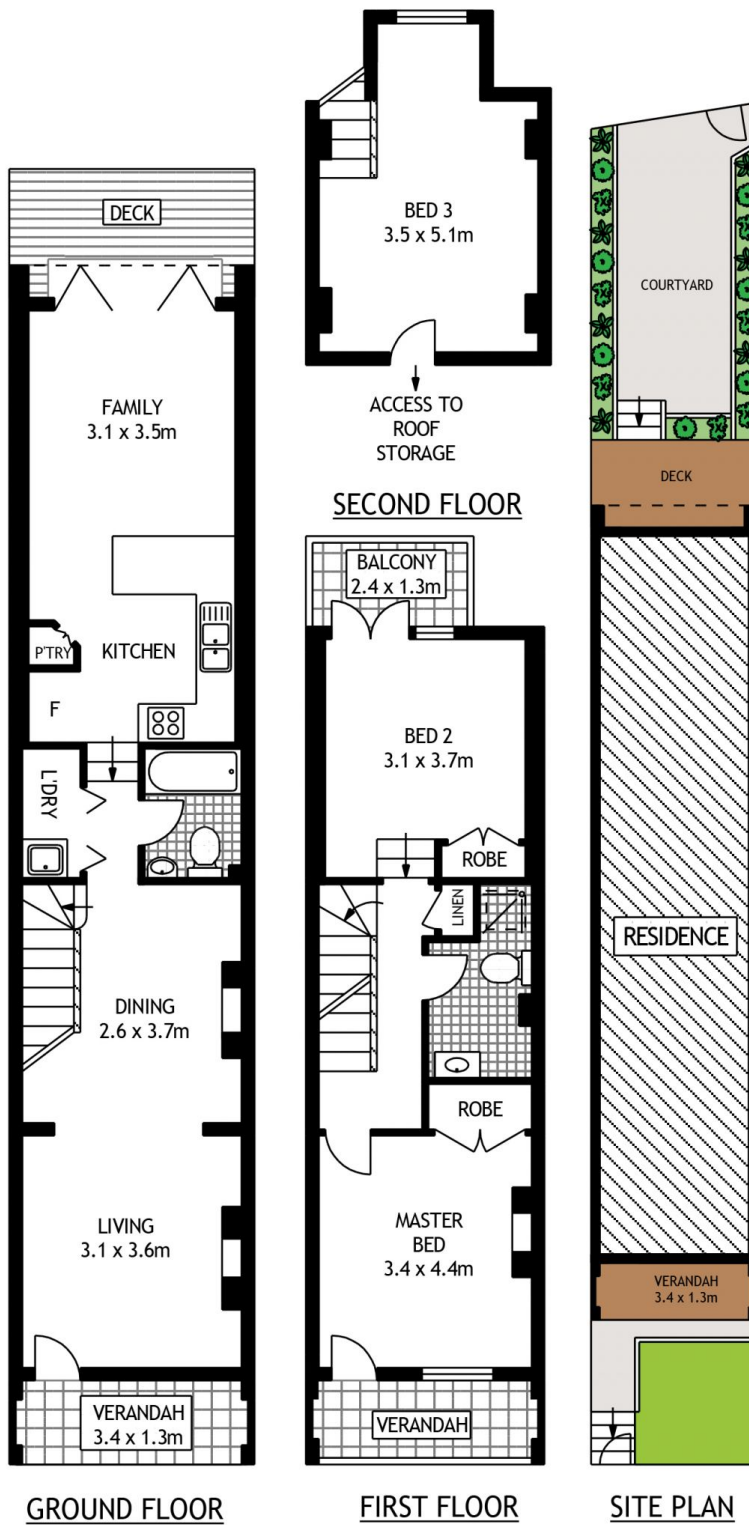 DECK
FAMILY
3.1 x 3.5m
P'TRY
KITCHEN
F
L'DRY
DINING
2.6 x 3.7m
LIVING
3.1 x 3.6m
VERANDAH
3.4 x 1.3m
GROUND FLOOR
BED 3
3.5 x 5.1m
ACCESS TO
ROOF
STORAGE
SECOND FLOOR
BALCONY
2.4 x 1.3m
BED 2
3.1 x 3.7m
ROBE
LINEN
ROBE
MASTER
BED
3.4 x 4.4m
VERANDAH
FIRST FLOOR
COURTYARD
DECK
RESIDENCE
VERANDAH
3.4 x 1.3m
SITE PLAN